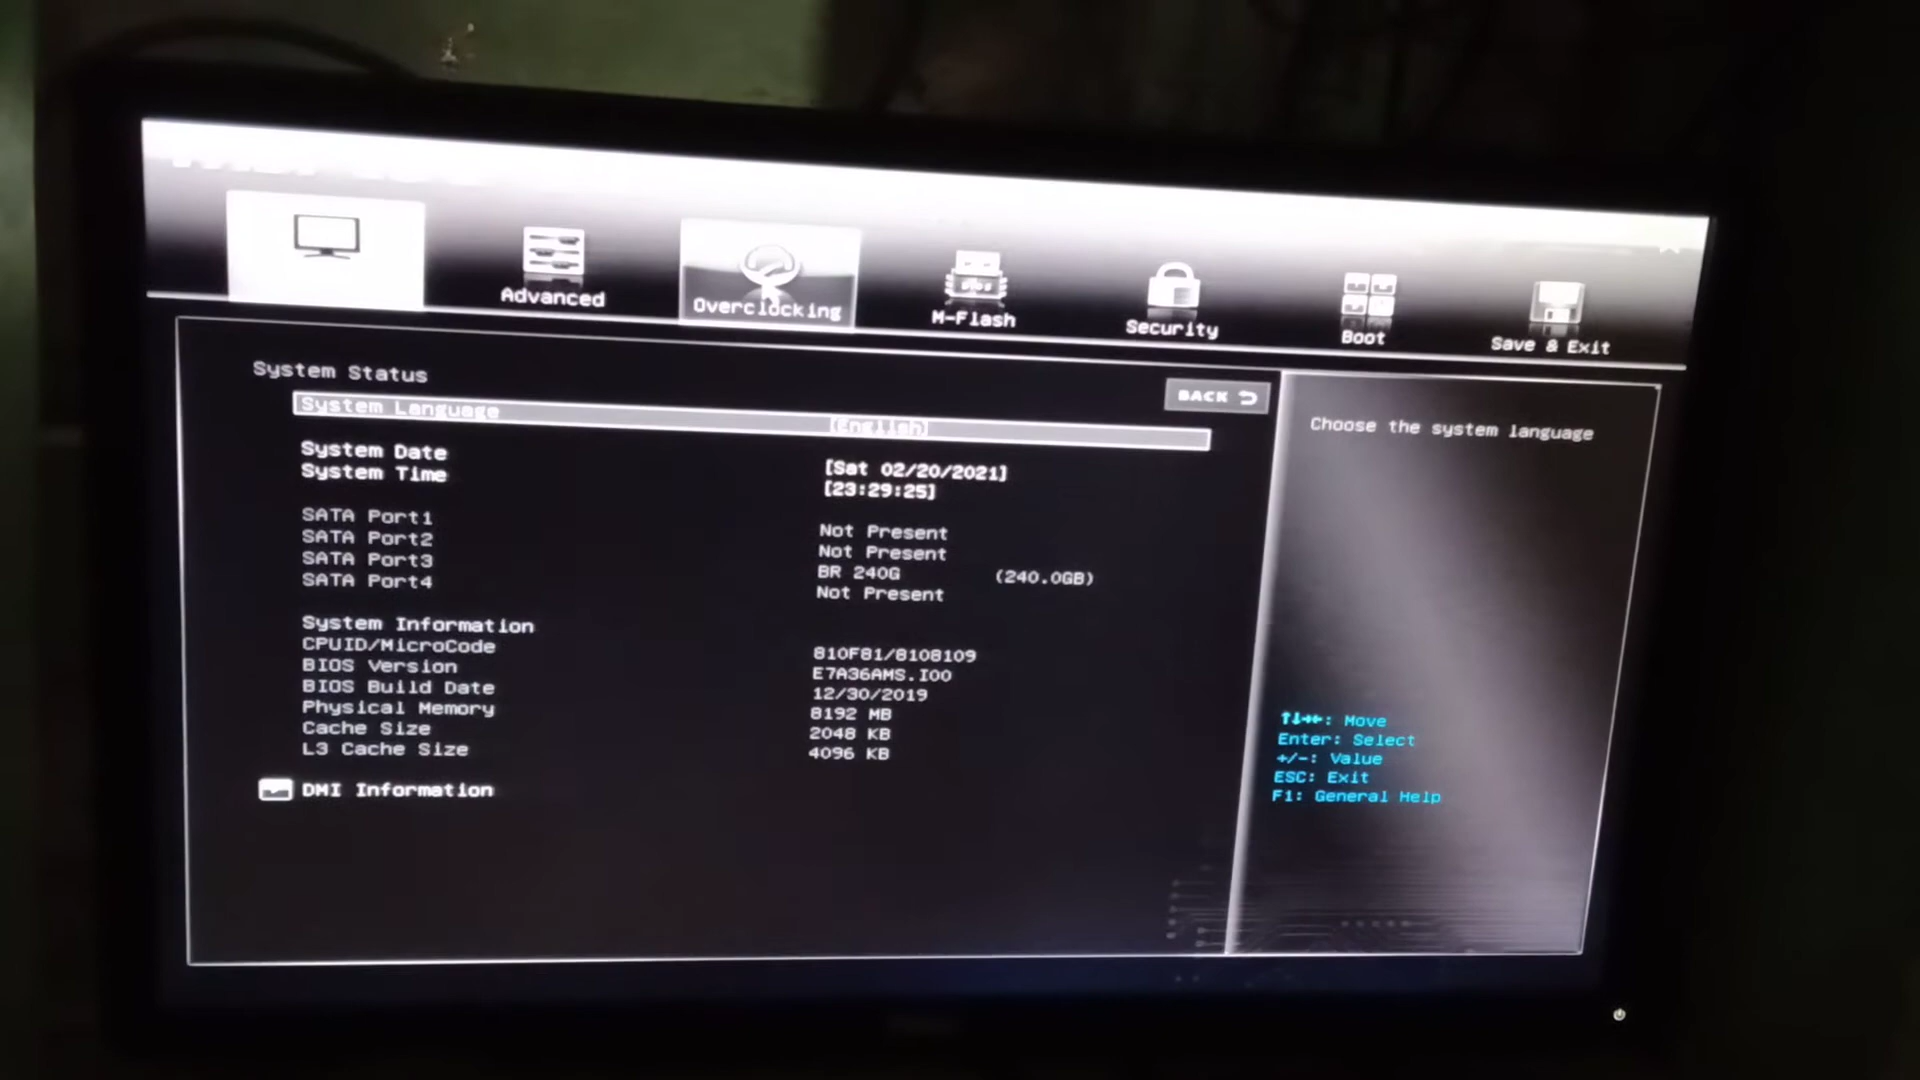 Advanced
Overclocking
M-Flash
Security
Boot
Save & Exit
System Status
BACK
System Language [English]
System Date [Sat 02/20/2021]
System Time [23:29:25]
SATA Port1 Not Present
SATA Port2 Not Present
SATA Port3 BR 240G (240.0GB)
SATA Port4 Not Present
System Information
CPUID/MicroCode 810F81/8108109
BIOS Version E7A36AMS.I00
BIOS Build Date 12/30/2019
Physical Memory 8192 MB
Cache Size 2048 KB
L3 Cache Size 4096 KB
DMI Information
Choose the system language
↑↓→←: Move
Enter: Select
+/-: Value
ESC: Exit
F1: General Help